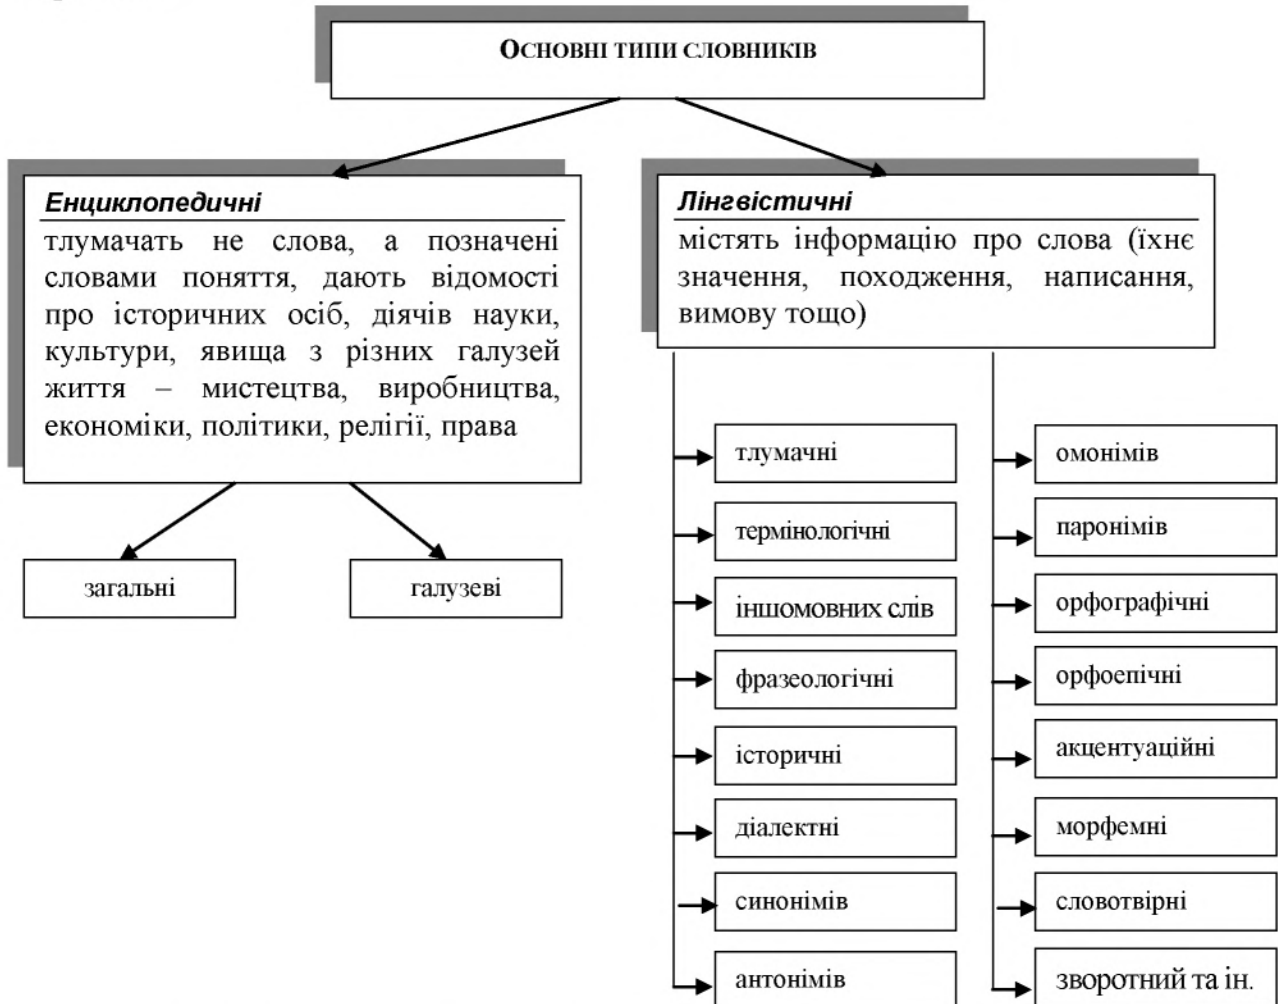 ОСНОВНІ ТИПИ СЛОВНИКІВ
Енциклопедичні
тлумачать не слова, а позначені
словами поняття, дають відомості
про історичних осіб, діячів науки,
культури, явища з різних галузей
життя – мистецтва, виробництва,
економіки, політики, релігії, права
загальні
галузеві
Лінгвістичні
містять інформацію про слова (їхнє
значення, походження, написання,
вимову тощо)
тлумачні
термінологічні
іншомовних слів
фразеологічні
історичні
діалектні
синонімів
антонімів
омонімів
паронімів
орфографічні
орфоепічні
акцентуаційні
морфемні
словотвірні
зворотний та ін.